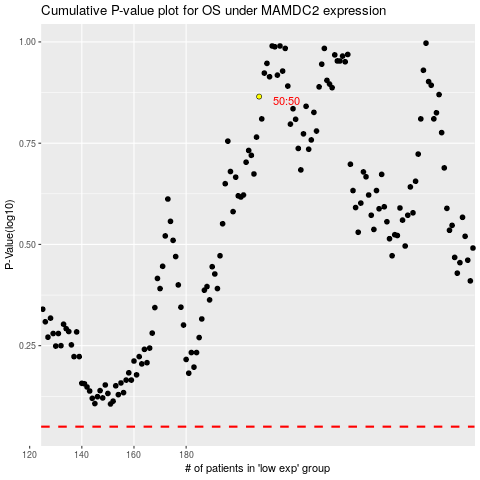 Cumulative P-value plot for OS under MAMDC2 expression
1.00
50:50
0.75
P-Value(log10)
0.50
0.25
120 140 160 180
# of patients in 'low exp' group